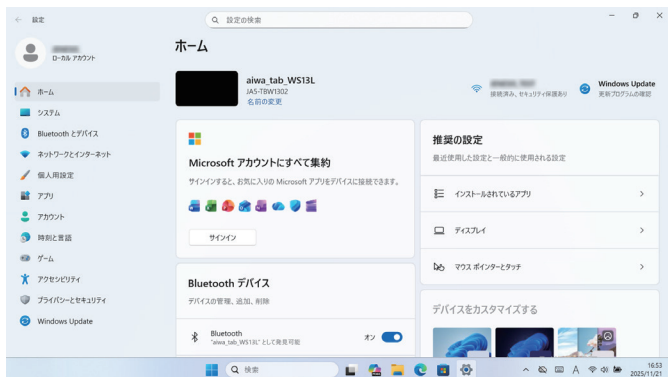 設定
設定の検索
ローカル アカウント
ホーム
aiwa_tab_WS13L
JA5-TBW1302
名前の変更
接続済み、セキュリティ保護あり
Windows Update
更新プログラムの確認
ホーム
システム
Bluetooth とデバイス
ネットワークとインターネット
個人用設定
アプリ
アカウント
時刻と言語
ゲーム
アクセシビリティ
プライバシーとセキュリティ
Windows Update
Microsoft アカウントにすべて集約
サインインすると、お気に入りの Microsoft アプリをデバイスに接続できます。
サインイン
Bluetooth デバイス
デバイスの管理、追加、削除
Bluetooth
"aiwa_tab_WS13L" として発見可能
オン
推奨の設定
最近使用した設定と一般的に使用される設定
インストールされているアプリ
ディスプレイ
マウス ポインターとタッチ
デバイスをカスタマイズする
検索
A
16:53
2025/11/21